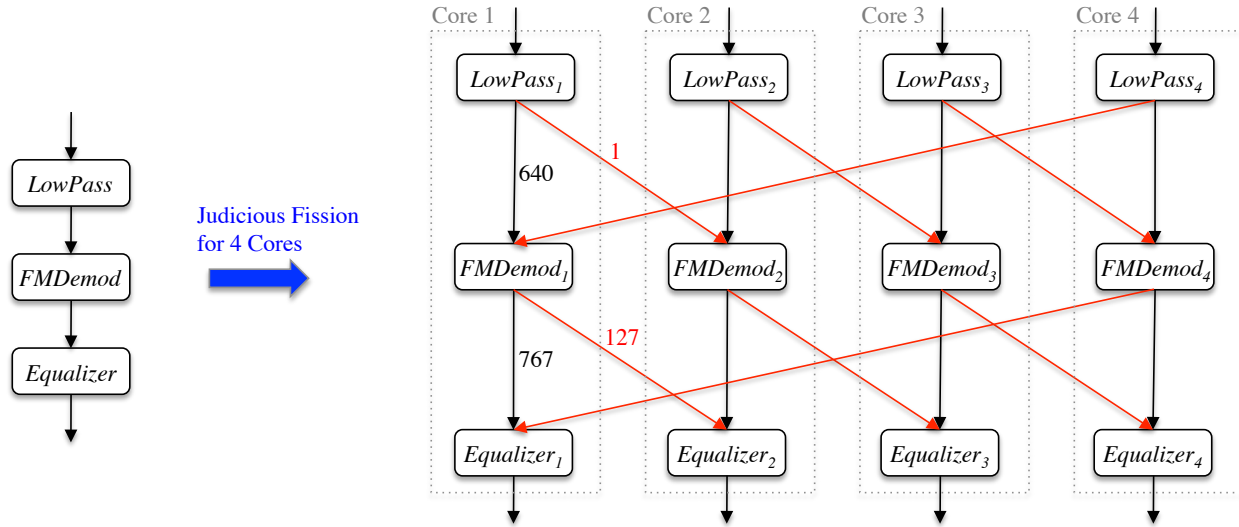 Core 1
Core 2
Core 3
Core 4
LowPass1
LowPass2
LowPass3
LowPass4
1
640
LowPass
Judicious Fission
for 4 Cores
FMDemod
FMDemod1
FMDemod2
FMDemod3
FMDemod4
127
767
Equalizer
Equalizer1
Equalizer2
Equalizer3
Equalizer4